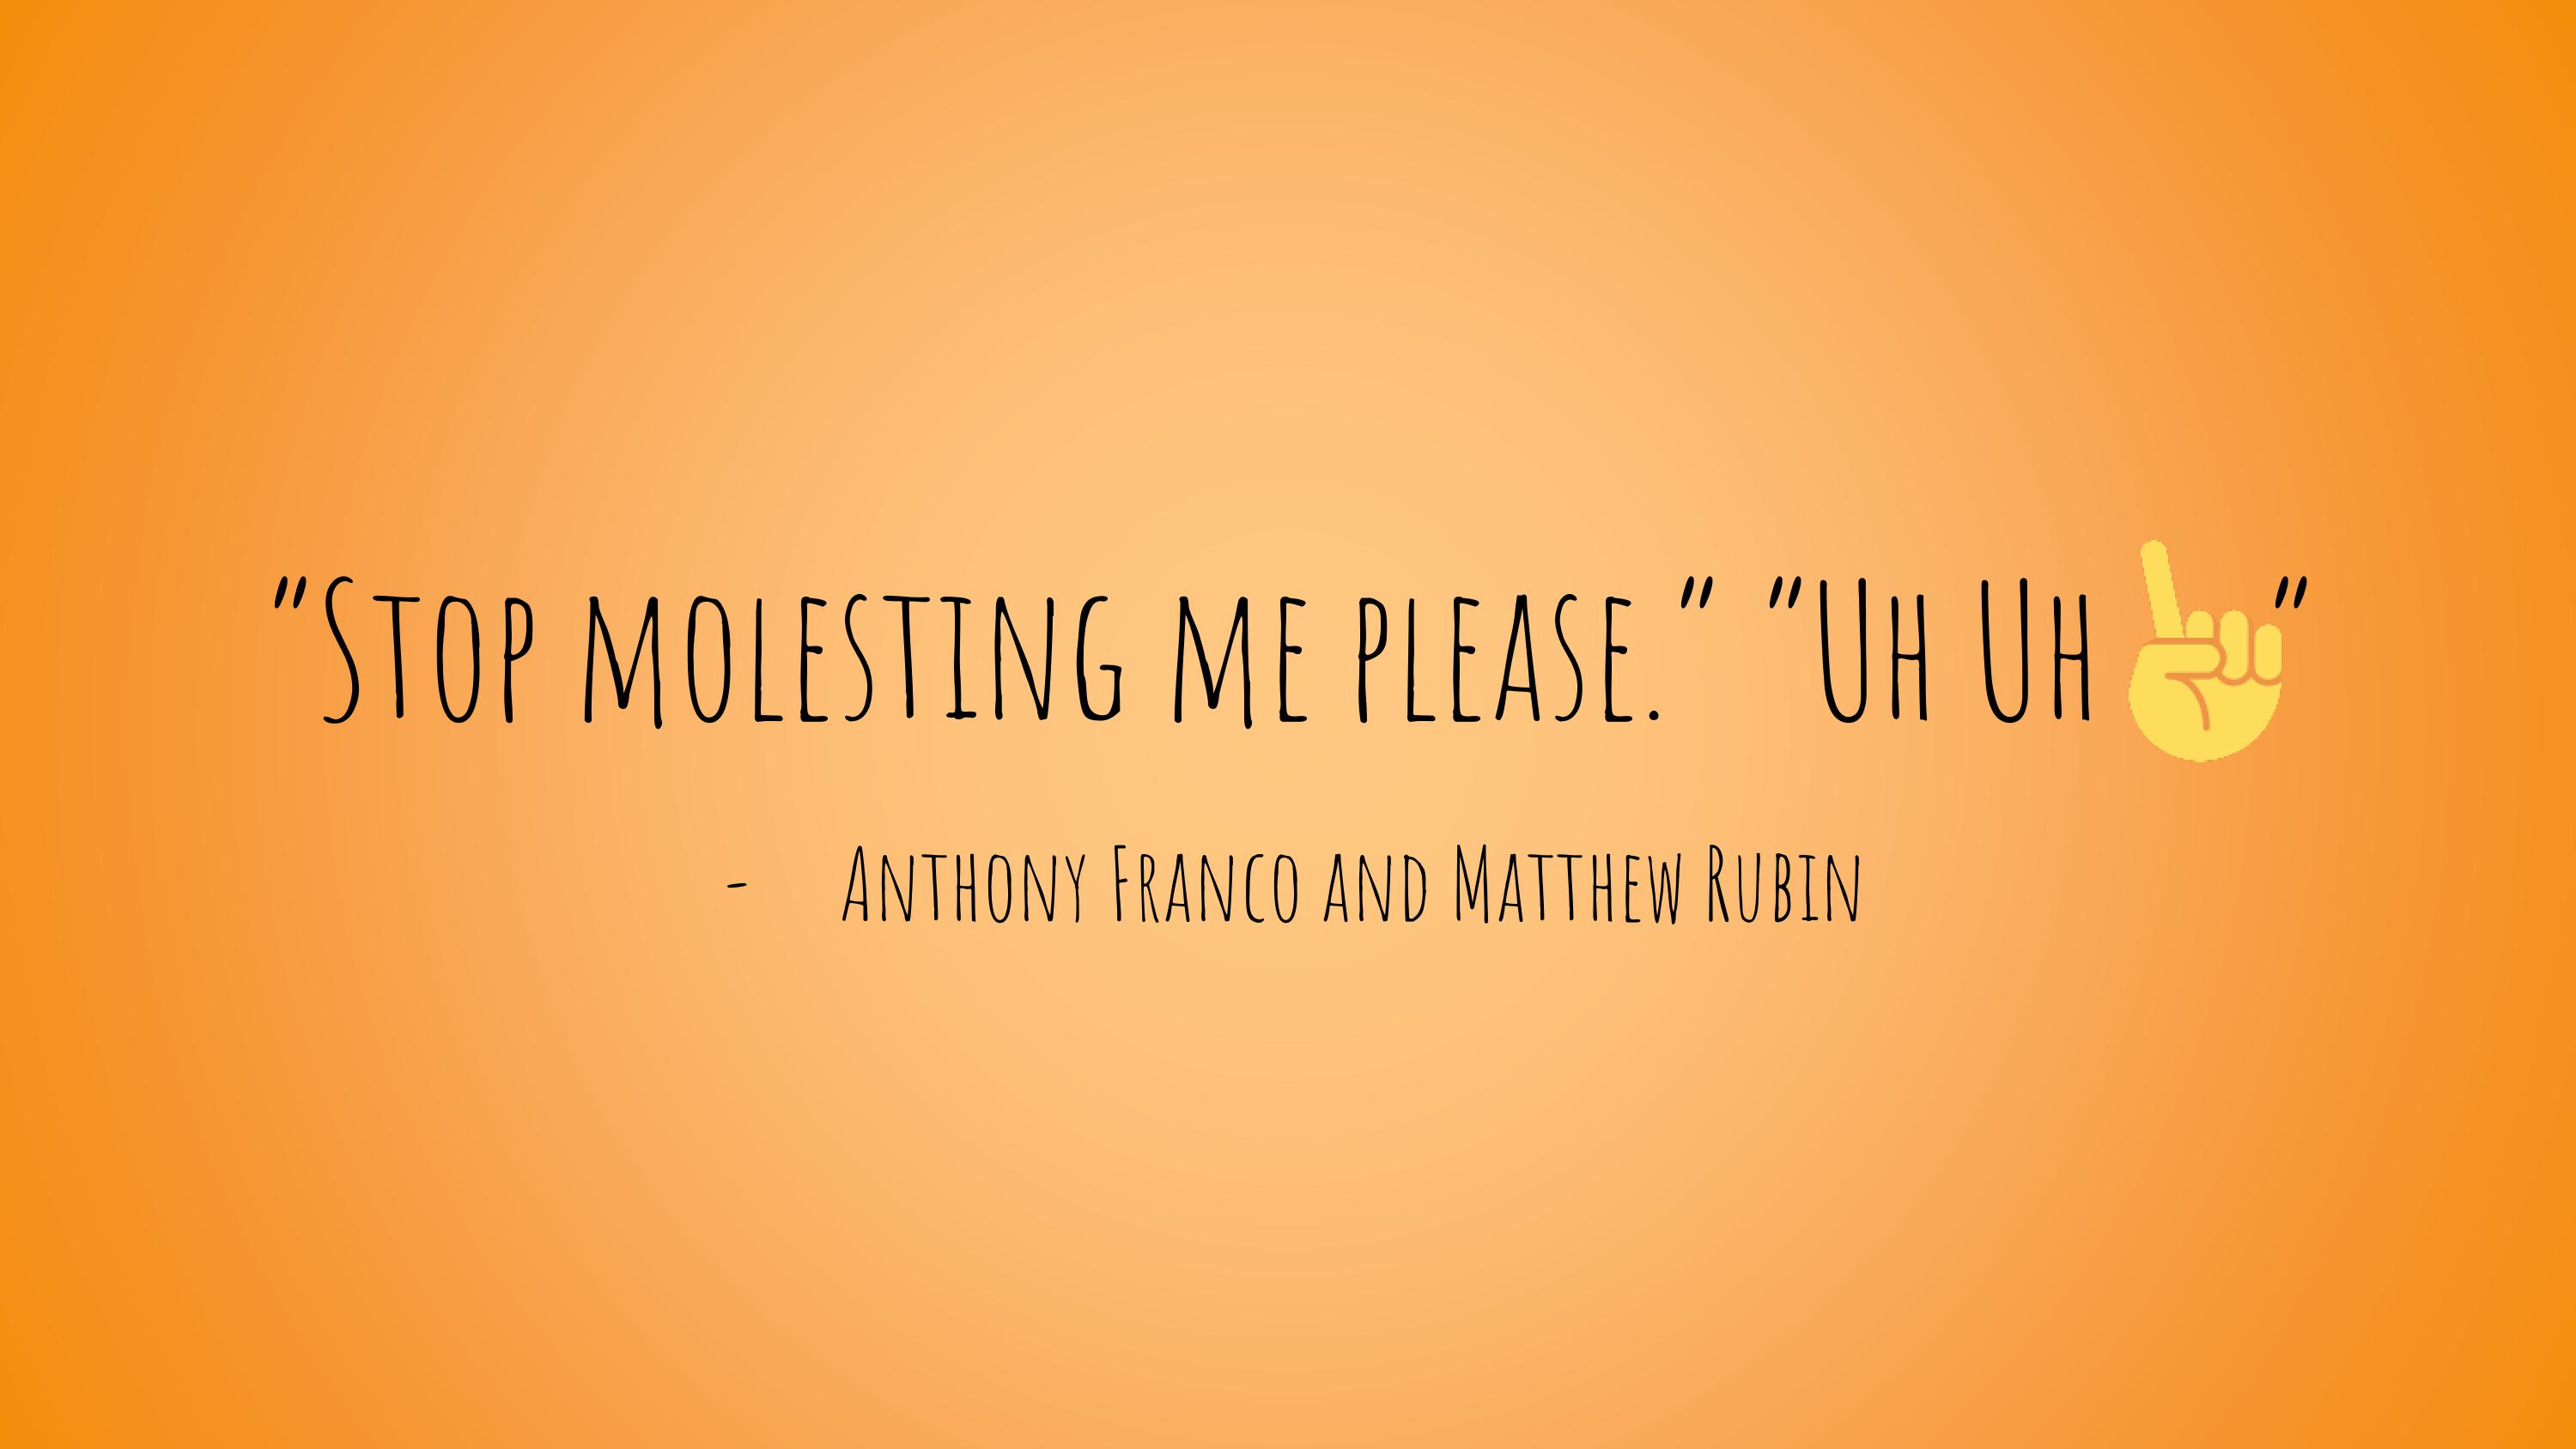 "Stop molesting me please." "Uh Uh ☝"
- Anthony Franco and Matthew Rubin